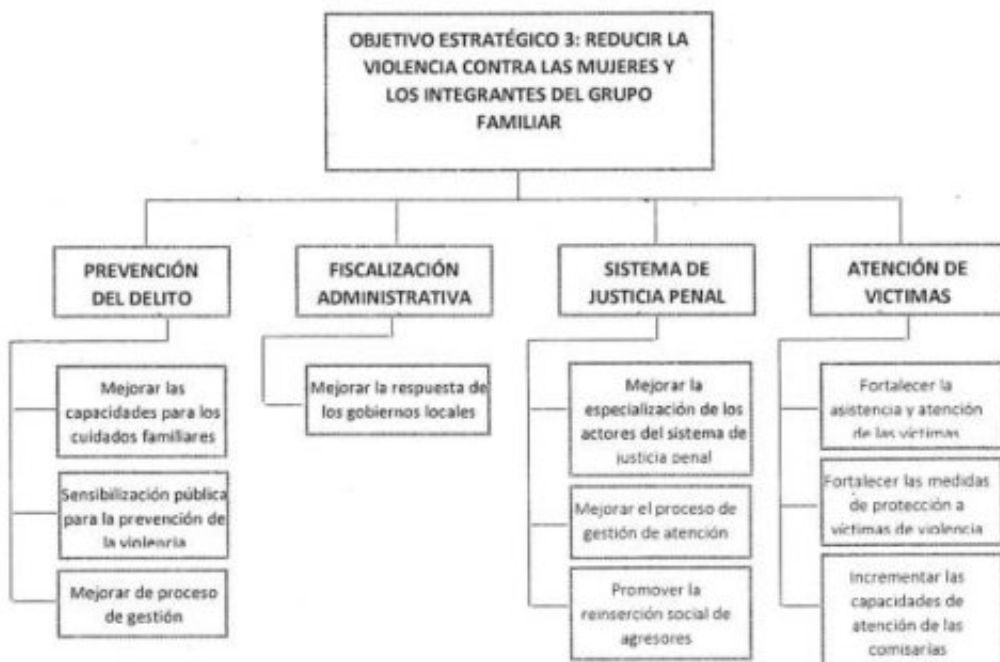 OBJETIVO ESTRATÉGICO 3: REDUCIR LA
VIOLENCIA CONTRA LAS MUJERES Y
LOS INTEGRANTES DEL GRUPO
FAMILIAR
PREVENCIÓN
DEL DELITO
Mejorar las
capacidades para los
cuidados familiares
Sensibilización pública
para la prevención de
la violencia
Mejorar de proceso
de gestión
FISCALIZACIÓN
ADMINISTRATIVA
Mejorar la respuesta de
los gobiernos locales
SISTEMA DE
JUSTICIA PENAL
Mejorar la
especialización de los
actores del sistema de
justicia penal
Mejorar el proceso de
gestión de atención
Promover la
reinserción social de
agresores
ATENCIÓN DE
VICTIMAS
Fortalecer la
asistencia y atención
de las víctimas
Fortalecer las medidas
de protección a
víctimas de violencia
Incrementar las
capacidades de
atención de las
comisarías